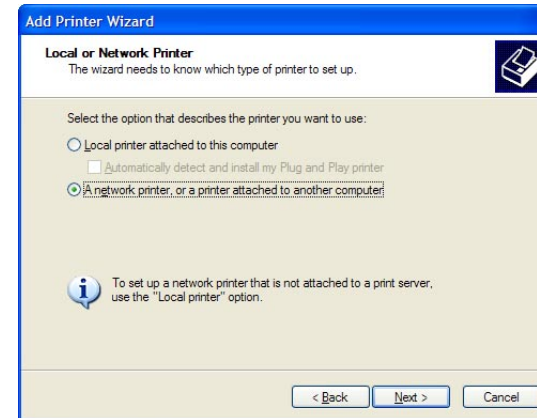 Add Printer Wizard
Local or Network Printer
The wizard needs to know which type of printer to set up.
Select the option that describes the printer you want to use:
Local printer attached to this computer
Automatically detect and install my Plug and Play printer
A network printer, or a printer attached to another computer
To set up a network printer that is not attached to a print server,
use the "Local printer" option.
< Back
Next >
Cancel